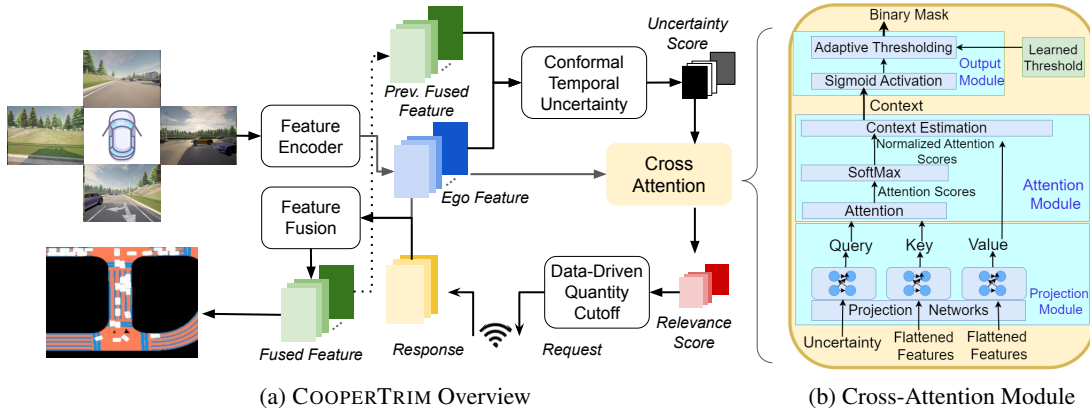 Prev. Fused
Feature
Conformal
Temporal
Uncertainty
Uncertainty
Score
Feature
Encoder
Ego Feature
Cross
Attention
Feature
Fusion
Fused Feature
Response
Request
Data-Driven
Quantity
Cutoff
Relevance
Score
(a) COOPERTRIM Overview
Binary Mask
Adaptive Thresholding
Learned
Threshold
Output
Module
Sigmoid Activation
Context
Context Estimation
Normalized Attention
Scores
SoftMax
Attention Scores
Attention
Attention
Module
Query
Key
Value
Projection Networks
Projection
Module
Uncertainty
Flattened
Features
Flattened
Features
(b) Cross-Attention Module